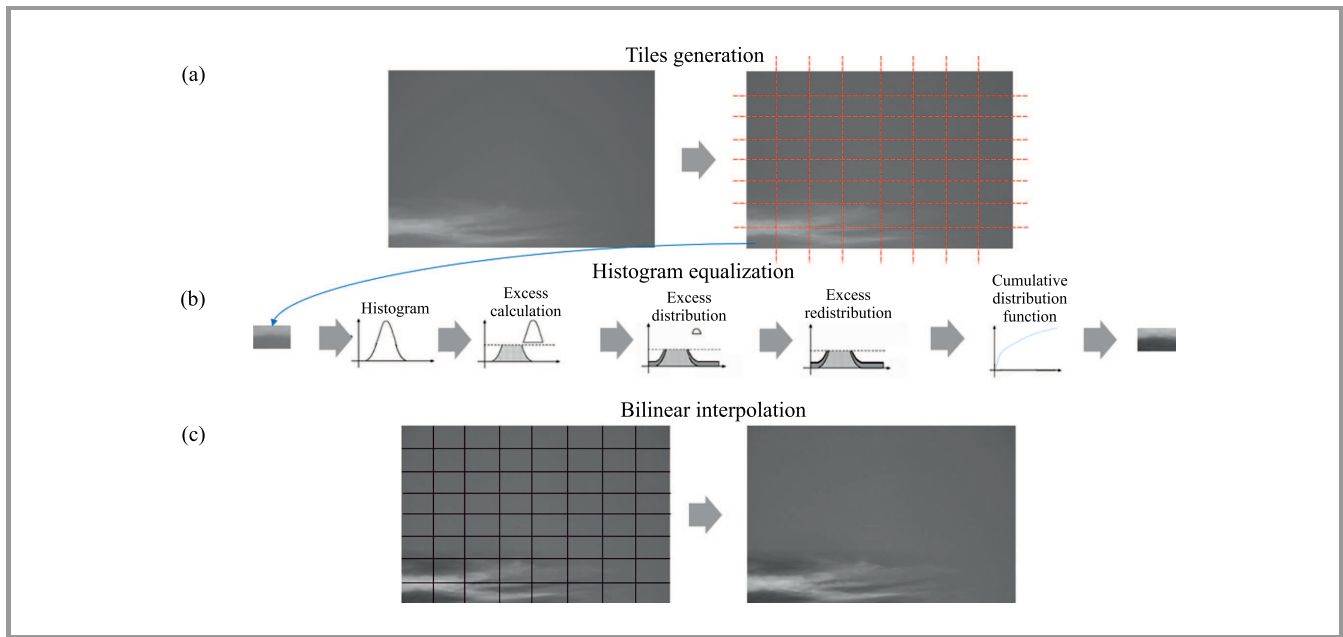 Tiles generation
(a)
Histogram equalization
(b)
Histogram
Excess
calculation
Excess
distribution
Excess
redistribution
Cumulative
distribution
function
Bilinear interpolation
(c)